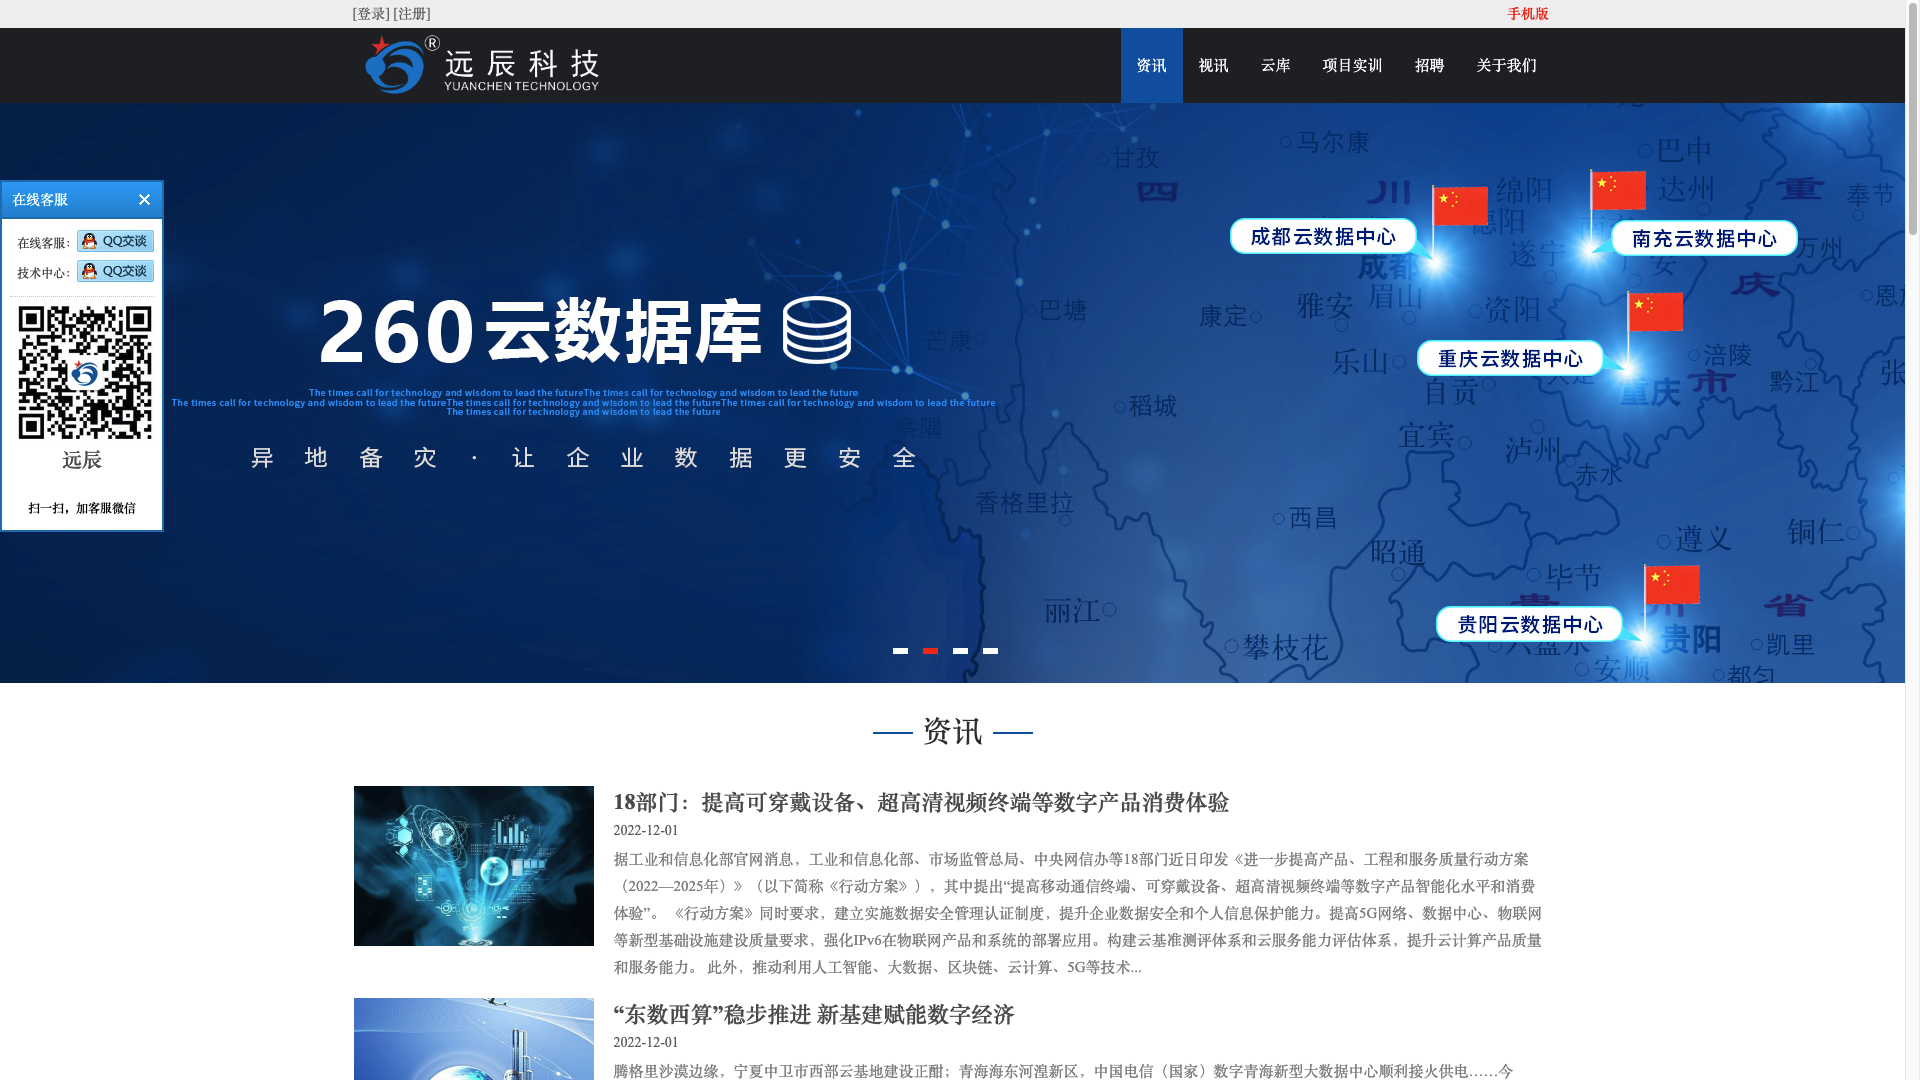 [登录] [注册]
手机版
远辰科技®
YUANCHEN TECHNOLOGY
资讯
视讯
云库
项目实训
招聘
关于我们
在线客服
在线客服：
QQ交谈
技术中心：
QQ交谈
远辰
扫一扫，加客服微信
260云数据库
The times call for technology and wisdom to lead the futureThe times call for technology and wisdom to lead the future
The times call for technology and wisdom to lead the futureThe times call for technology and wisdom to lead the futureThe times call for technology and wisdom to lead the future
The times call for technology and wisdom to lead the future
异地备灾·让企业数据更安全
马尔康
甘孜
巴中
四
川
绵阳
达州
重
奉节
德阳
成都云数据中心
南充云数据中心
遂宁
万州
成都
广安
庆
眉山
巴塘
康定
雅安
资阳
芒康
乐山
重庆云数据中心
涪陵
自贡
重庆
市
黔江
稻城
察隅
宜宾
泸州
赤水
香格里拉
西昌
昭通
遵义
铜仁
毕节
贵
州
省
丽江
贵阳云数据中心
攀枝花
六盘水
贵阳
凯里
安顺
都匀
资讯
18部门：提高可穿戴设备、超高清视频终端等数字产品消费体验
2022-12-01
据工业和信息化部官网消息，工业和信息化部、市场监管总局、中央网信办等18部门近日印发《进一步提高产品、工程和服务质量行动方案
（2022—2025年）》（以下简称《行动方案》），其中提出“提高移动通信终端、可穿戴设备、超高清视频终端等数字产品智能化水平和消费
体验”。 《行动方案》同时要求，建立实施数据安全管理认证制度，提升企业数据安全和个人信息保护能力。提高5G网络、数据中心、物联网
等新型基础设施建设质量要求，强化IPv6在物联网产品和系统的部署应用。构建云基准测评体系和云服务能力评估体系，提升云计算产品质量
和服务能力。 此外，推动利用人工智能、大数据、区块链、云计算、5G等技术...
“东数西算”稳步推进 新基建赋能数字经济
2022-12-01
腾格里沙漠边缘，宁夏中卫市西部云基地建设正酣；青海海东河湟新区，中国电信（国家）数字青海新型大数据中心顺利接火供电……今